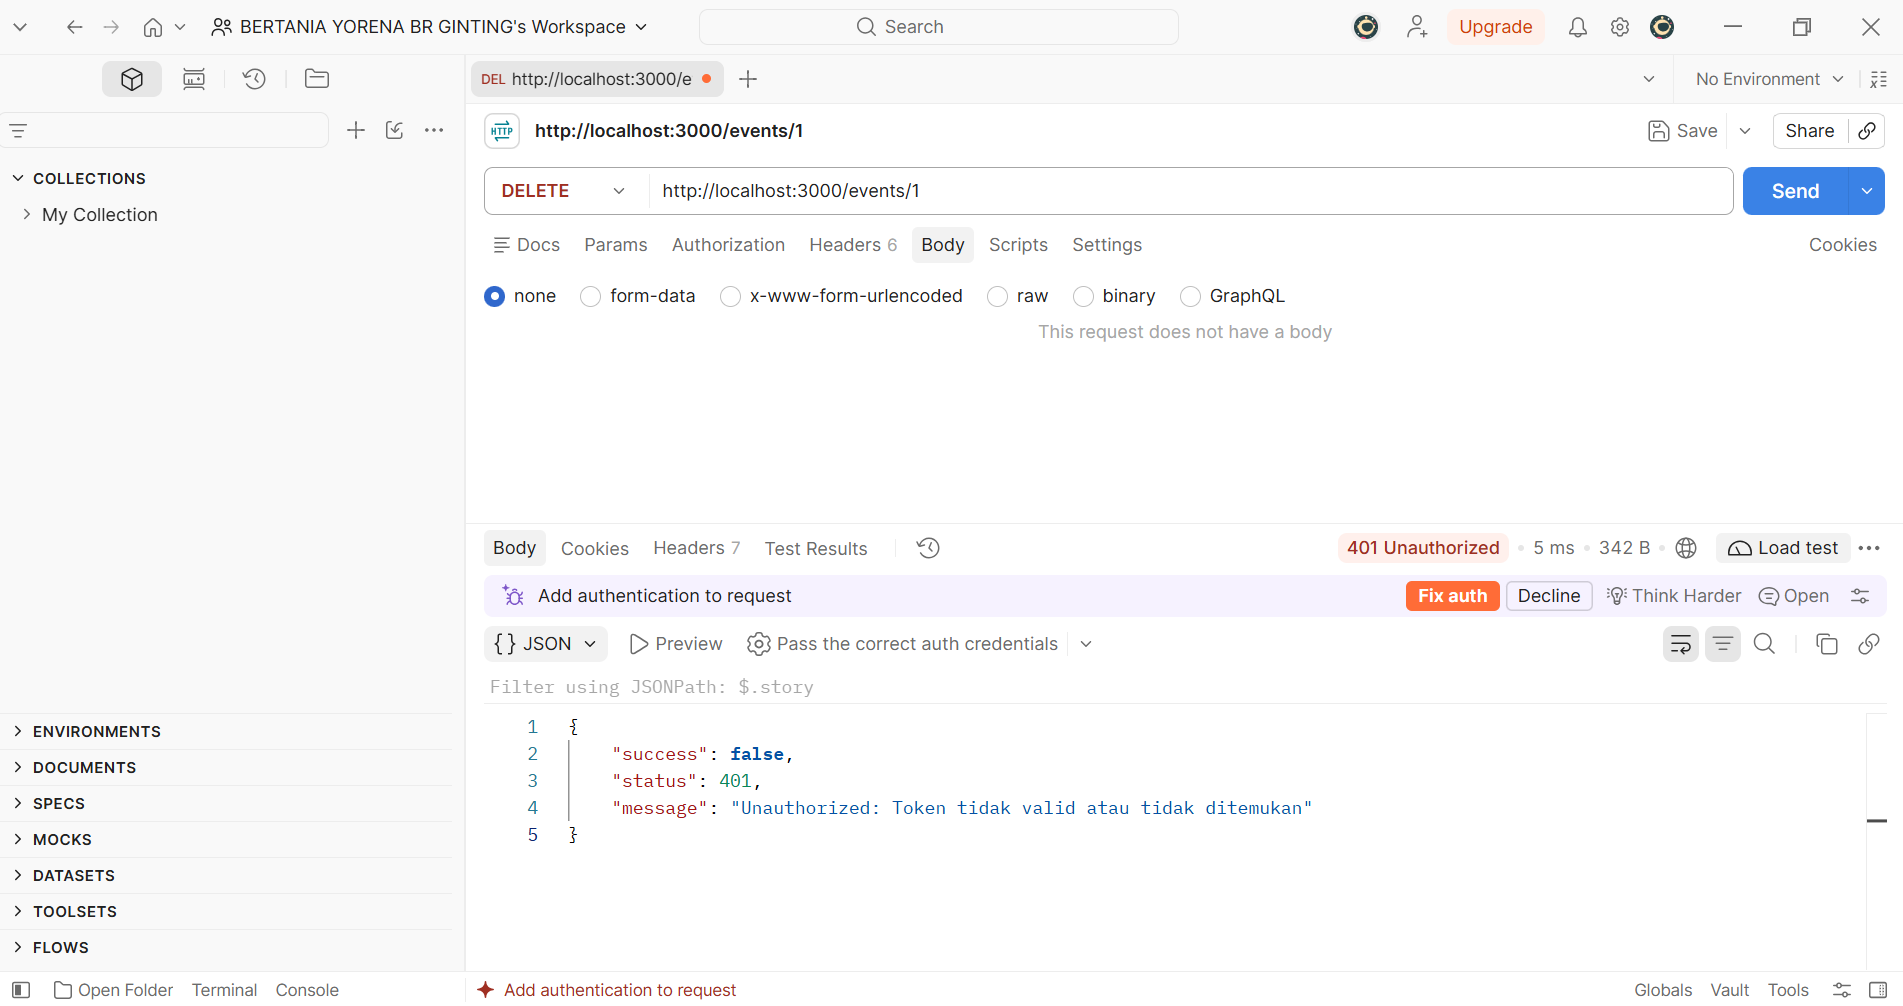 BERTANIA YORENA BR GINTING's Workspace
Search
Upgrade
DEL http://localhost:3000/e
No Environment
HTTP http://localhost:3000/events/1
Save
Share
COLLECTIONS
My Collection
DELETE
http://localhost:3000/events/1
Send
Docs Params Authorization Headers 6 Body Scripts Settings Cookies
none form-data x-www-form-urlencoded raw binary GraphQL
This request does not have a body
Body Cookies Headers 7 Test Results
401 Unauthorized 5 ms 342 B Load test
Add authentication to request
Fix auth Decline Think Harder Open
{ } JSON Preview Pass the correct auth credentials
Filter using JSONPath: $.story
1 {
2 "success": false,
3 "status": 401,
4 "message": "Unauthorized: Token tidak valid atau tidak ditemukan"
5 }
ENVIRONMENTS
DOCUMENTS
SPECS
MOCKS
DATASETS
TOOLSETS
FLOWS
Open Folder Terminal Console
Add authentication to request
Globals Vault Tools